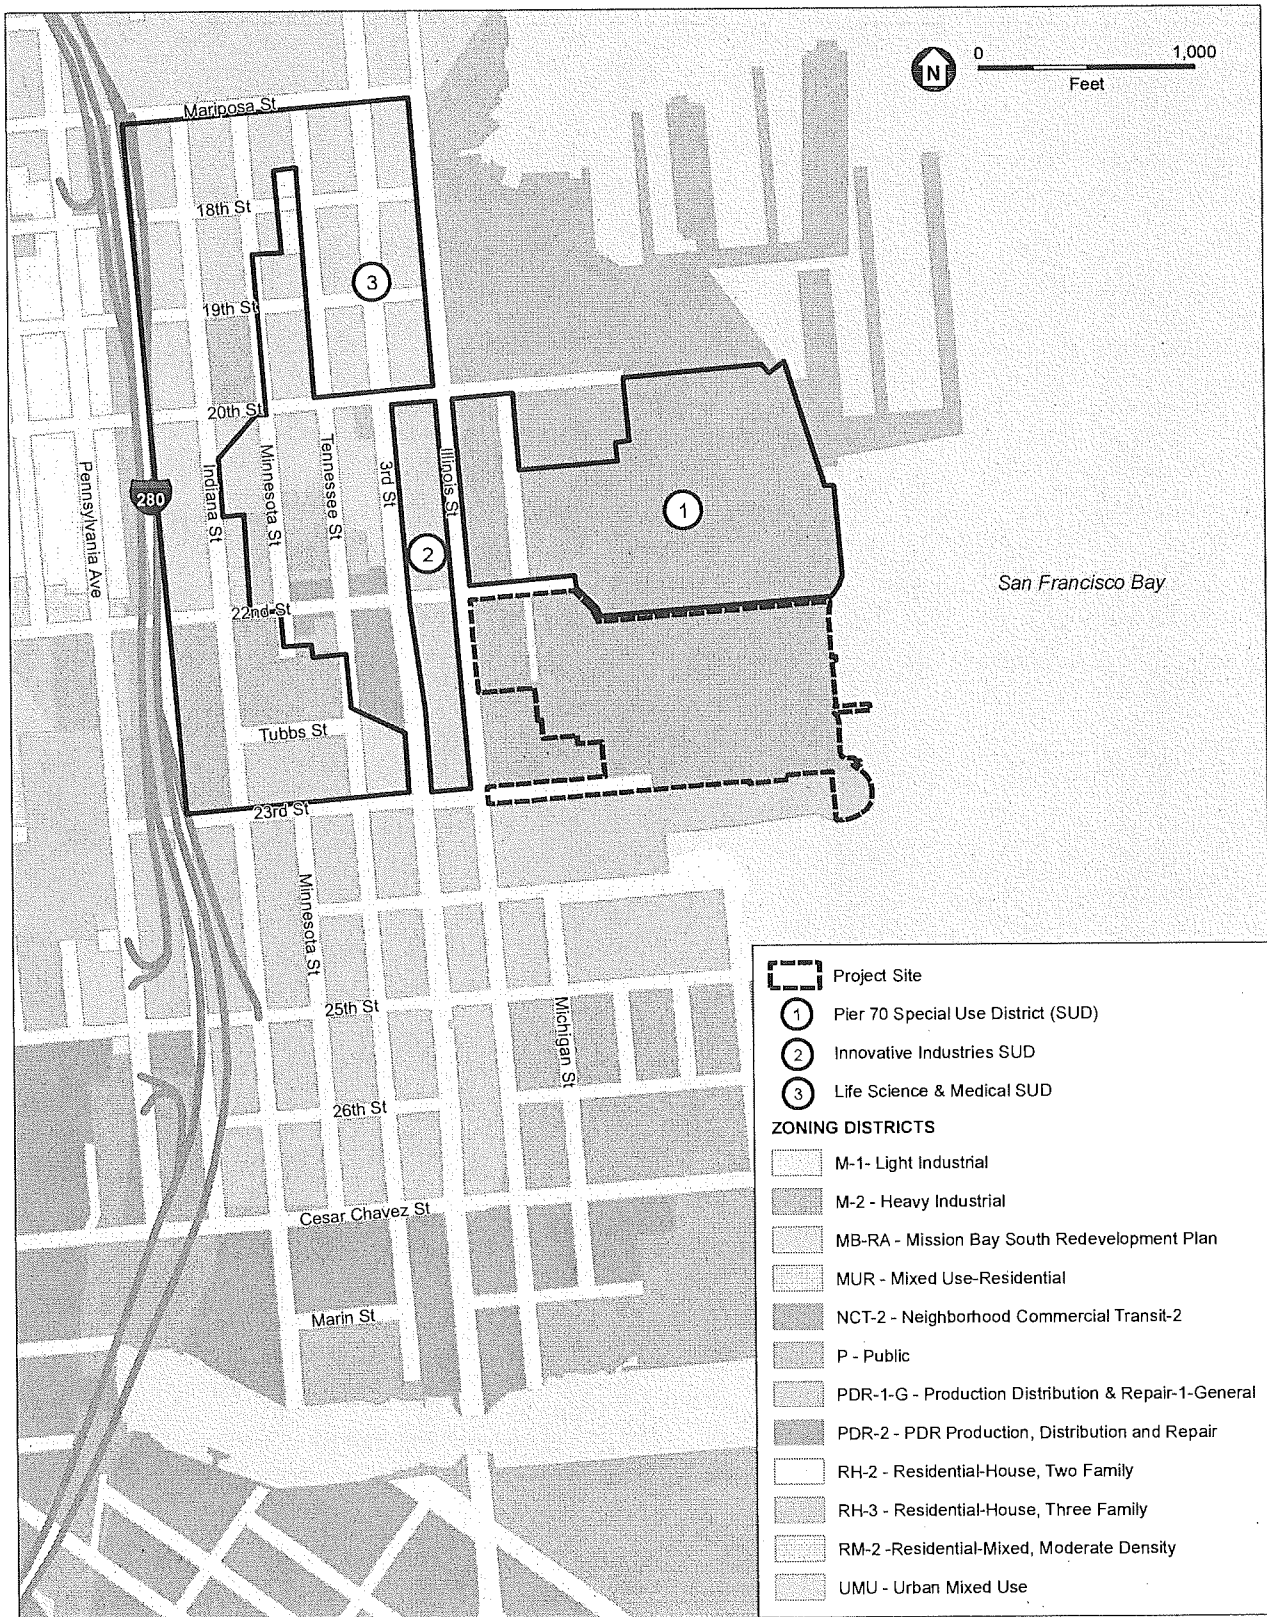 N
0 1,000
Feet
Mariposa St
18th St
3
19th St
20th St
Pennsylvania Ave
280
Indiana St
Minnesota St
Tennessee St
3rd St
Illinois St
1
2
San Francisco Bay
22nd St
Tubbs St
23rd St
Minnesota St
25th St
Michigan St
26th St
Cesar Chavez St
Marin St
Project Site
1 Pier 70 Special Use District (SUD)
2 Innovative Industries SUD
3 Life Science & Medical SUD
ZONING DISTRICTS
M-1- Light Industrial
M-2 - Heavy Industrial
MB-RA - Mission Bay South Redevelopment Plan
MUR - Mixed Use-Residential
NCT-2 - Neighborhood Commercial Transit-2
P - Public
PDR-1-G - Production Distribution & Repair-1-General
PDR-2 - PDR Production, Distribution and Repair
RH-2 - Residential-House, Two Family
RH-3 - Residential-House, Three Family
RM-2 -Residential-Mixed, Moderate Density
UMU - Urban Mixed Use